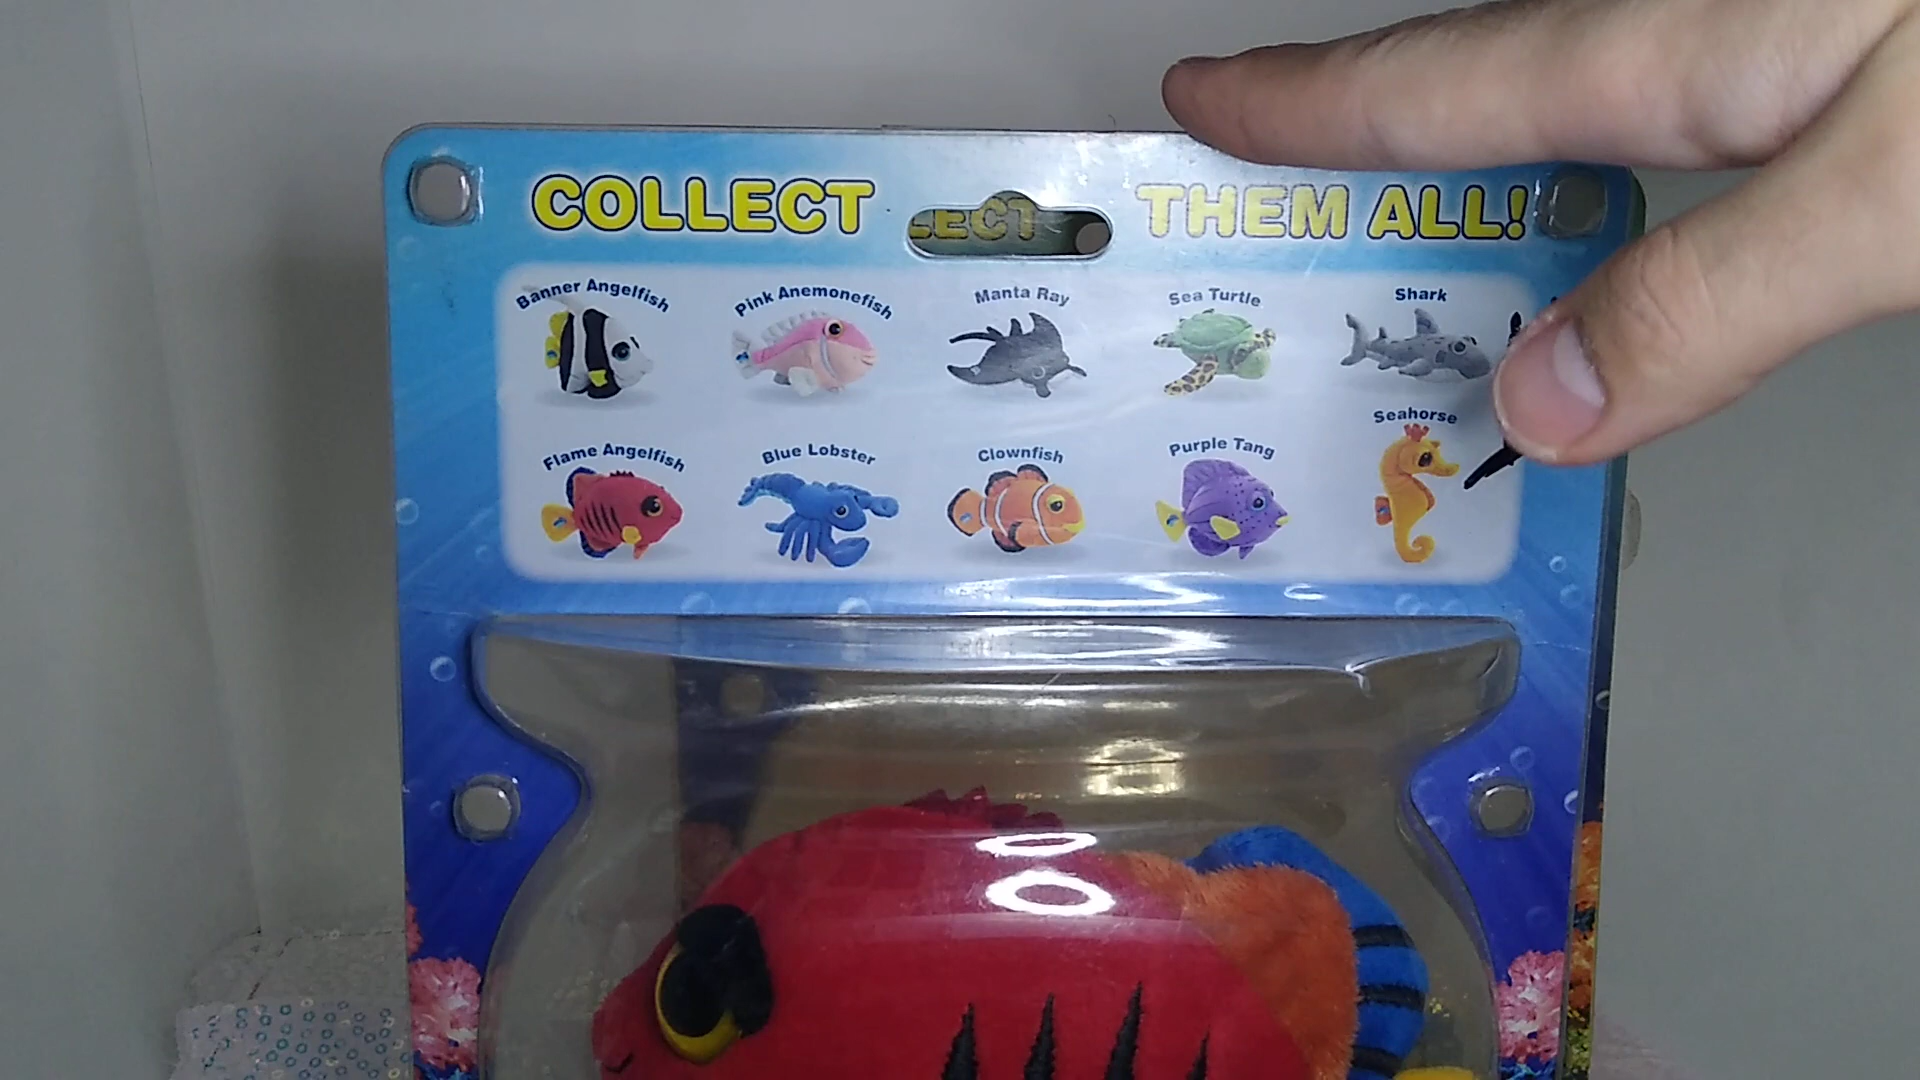 COLLECT THEM ALL!
LECT
Banner Angelfish
Pink Anemonefish
Manta Ray
Sea Turtle
Shark
Flame Angelfish
Blue Lobster
Clownfish
Purple Tang
Seahorse